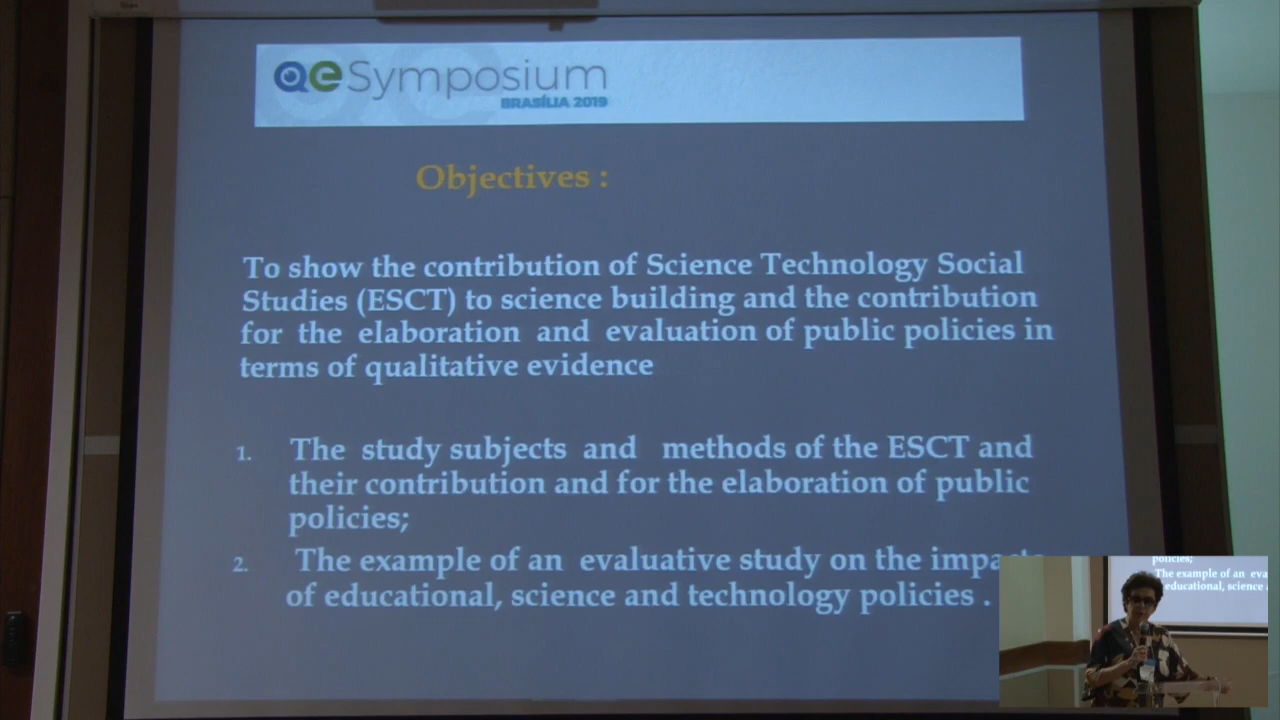 QE Symposium
BRASÍLIA 2019
Objectives :
To show the contribution of Science Technology Social
Studies (ESCT) to science building and the contribution
for the elaboration and evaluation of public policies in
terms of qualitative evidence
1. The study subjects and methods of the ESCT and
their contribution and for the elaboration of public
policies;
2. The example of an evaluative study on the impacts
of educational, science and technology policies .
policies;
The example of an eva
educational, science